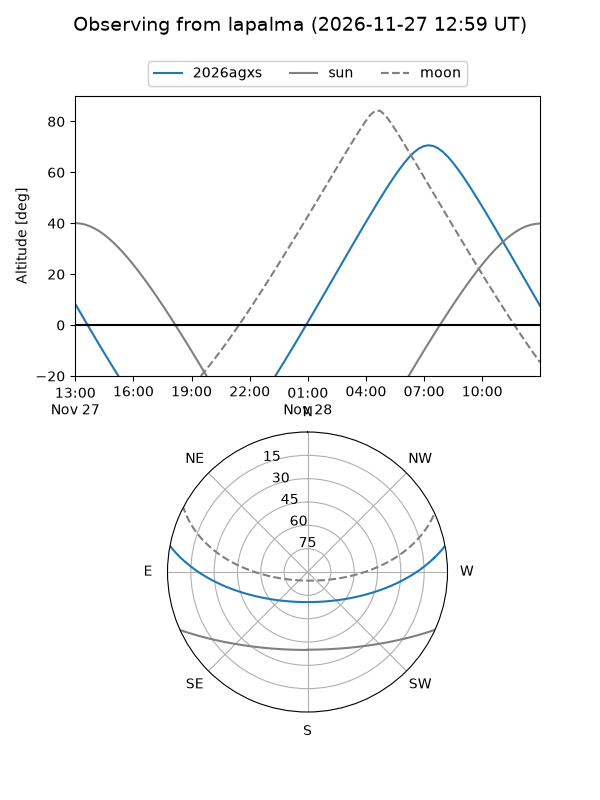 Observing from lapalma (2026-11-27 12:59 UT)
2026agxs sun moon
Altitude [deg]
80
60
40
20
0
−20
13:00 16:00 19:00 22:00 01:00 04:00 07:00 10:00
Nov 27 Nov 28
N
NE NW
15
30
45
60
75
E W
SE SW
S